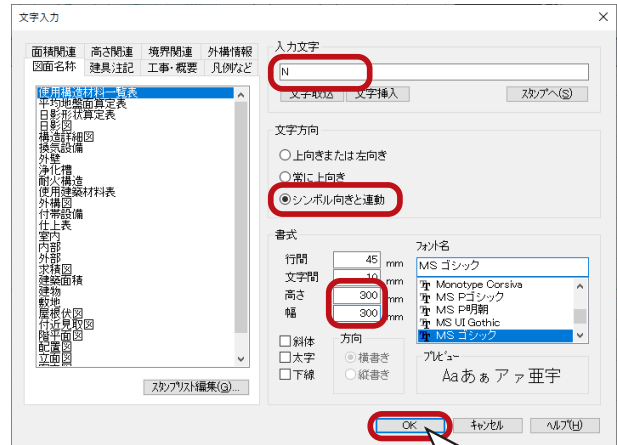 文字入力
面積関連 高さ関連 境界関連 外構情報
図面名称 建具注記 工事・概要 凡例など
使用構造材料一覧表
平均地盤面算定表
日影形状算定表
日影図
構造詳細図
換気設備
外壁
浄化槽
耐火構造
使用建築材料表
外構図
付帯設備
仕上表
室内
内部
外部
求積図
建築面積
建物
敷地
屋根伏図
付近見取図
階平面図
配置図
立面図
スタンプリスト編集(G)...
入力文字
N
文字取込 文字挿入 スタンプへ(S)
文字方向
上向きまたは左向き
常に上向き
シンボル向きと連動
書式
行間 45 mm
文字間 10 mm
高さ 300 mm
幅 300 mm
斜体
太字
下線
方向
横書き
縦書き
フォント名
MS ゴシック
Monotype Corsiva
MS Pゴシック
MS P明朝
MS UI Gothic
MS ゴシック
プレビュー
Aaあぁアァ亜宇
OK キャンセル ヘルプ(H)